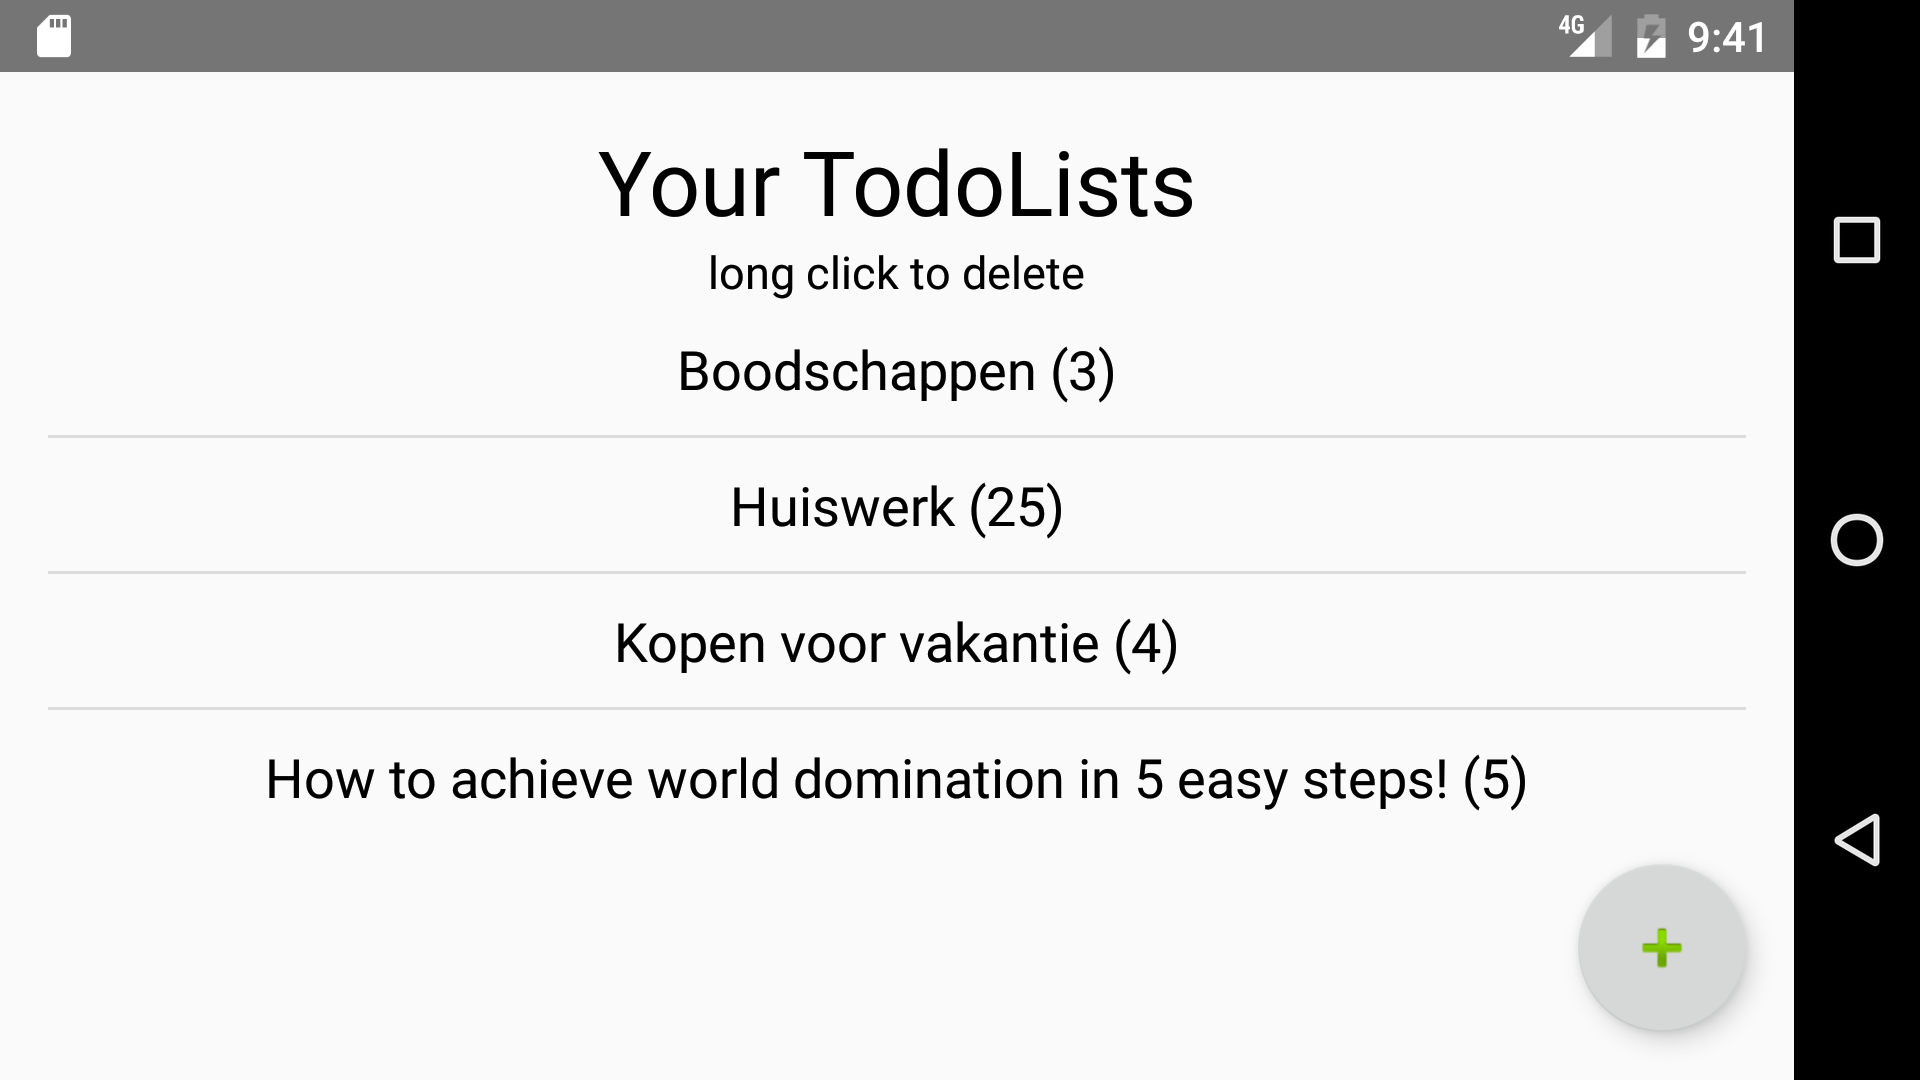 4G 9:41
Your TodoLists
long click to delete
Boodschappen (3)
Huiswerk (25)
Kopen voor vakantie (4)
How to achieve world domination in 5 easy steps! (5)